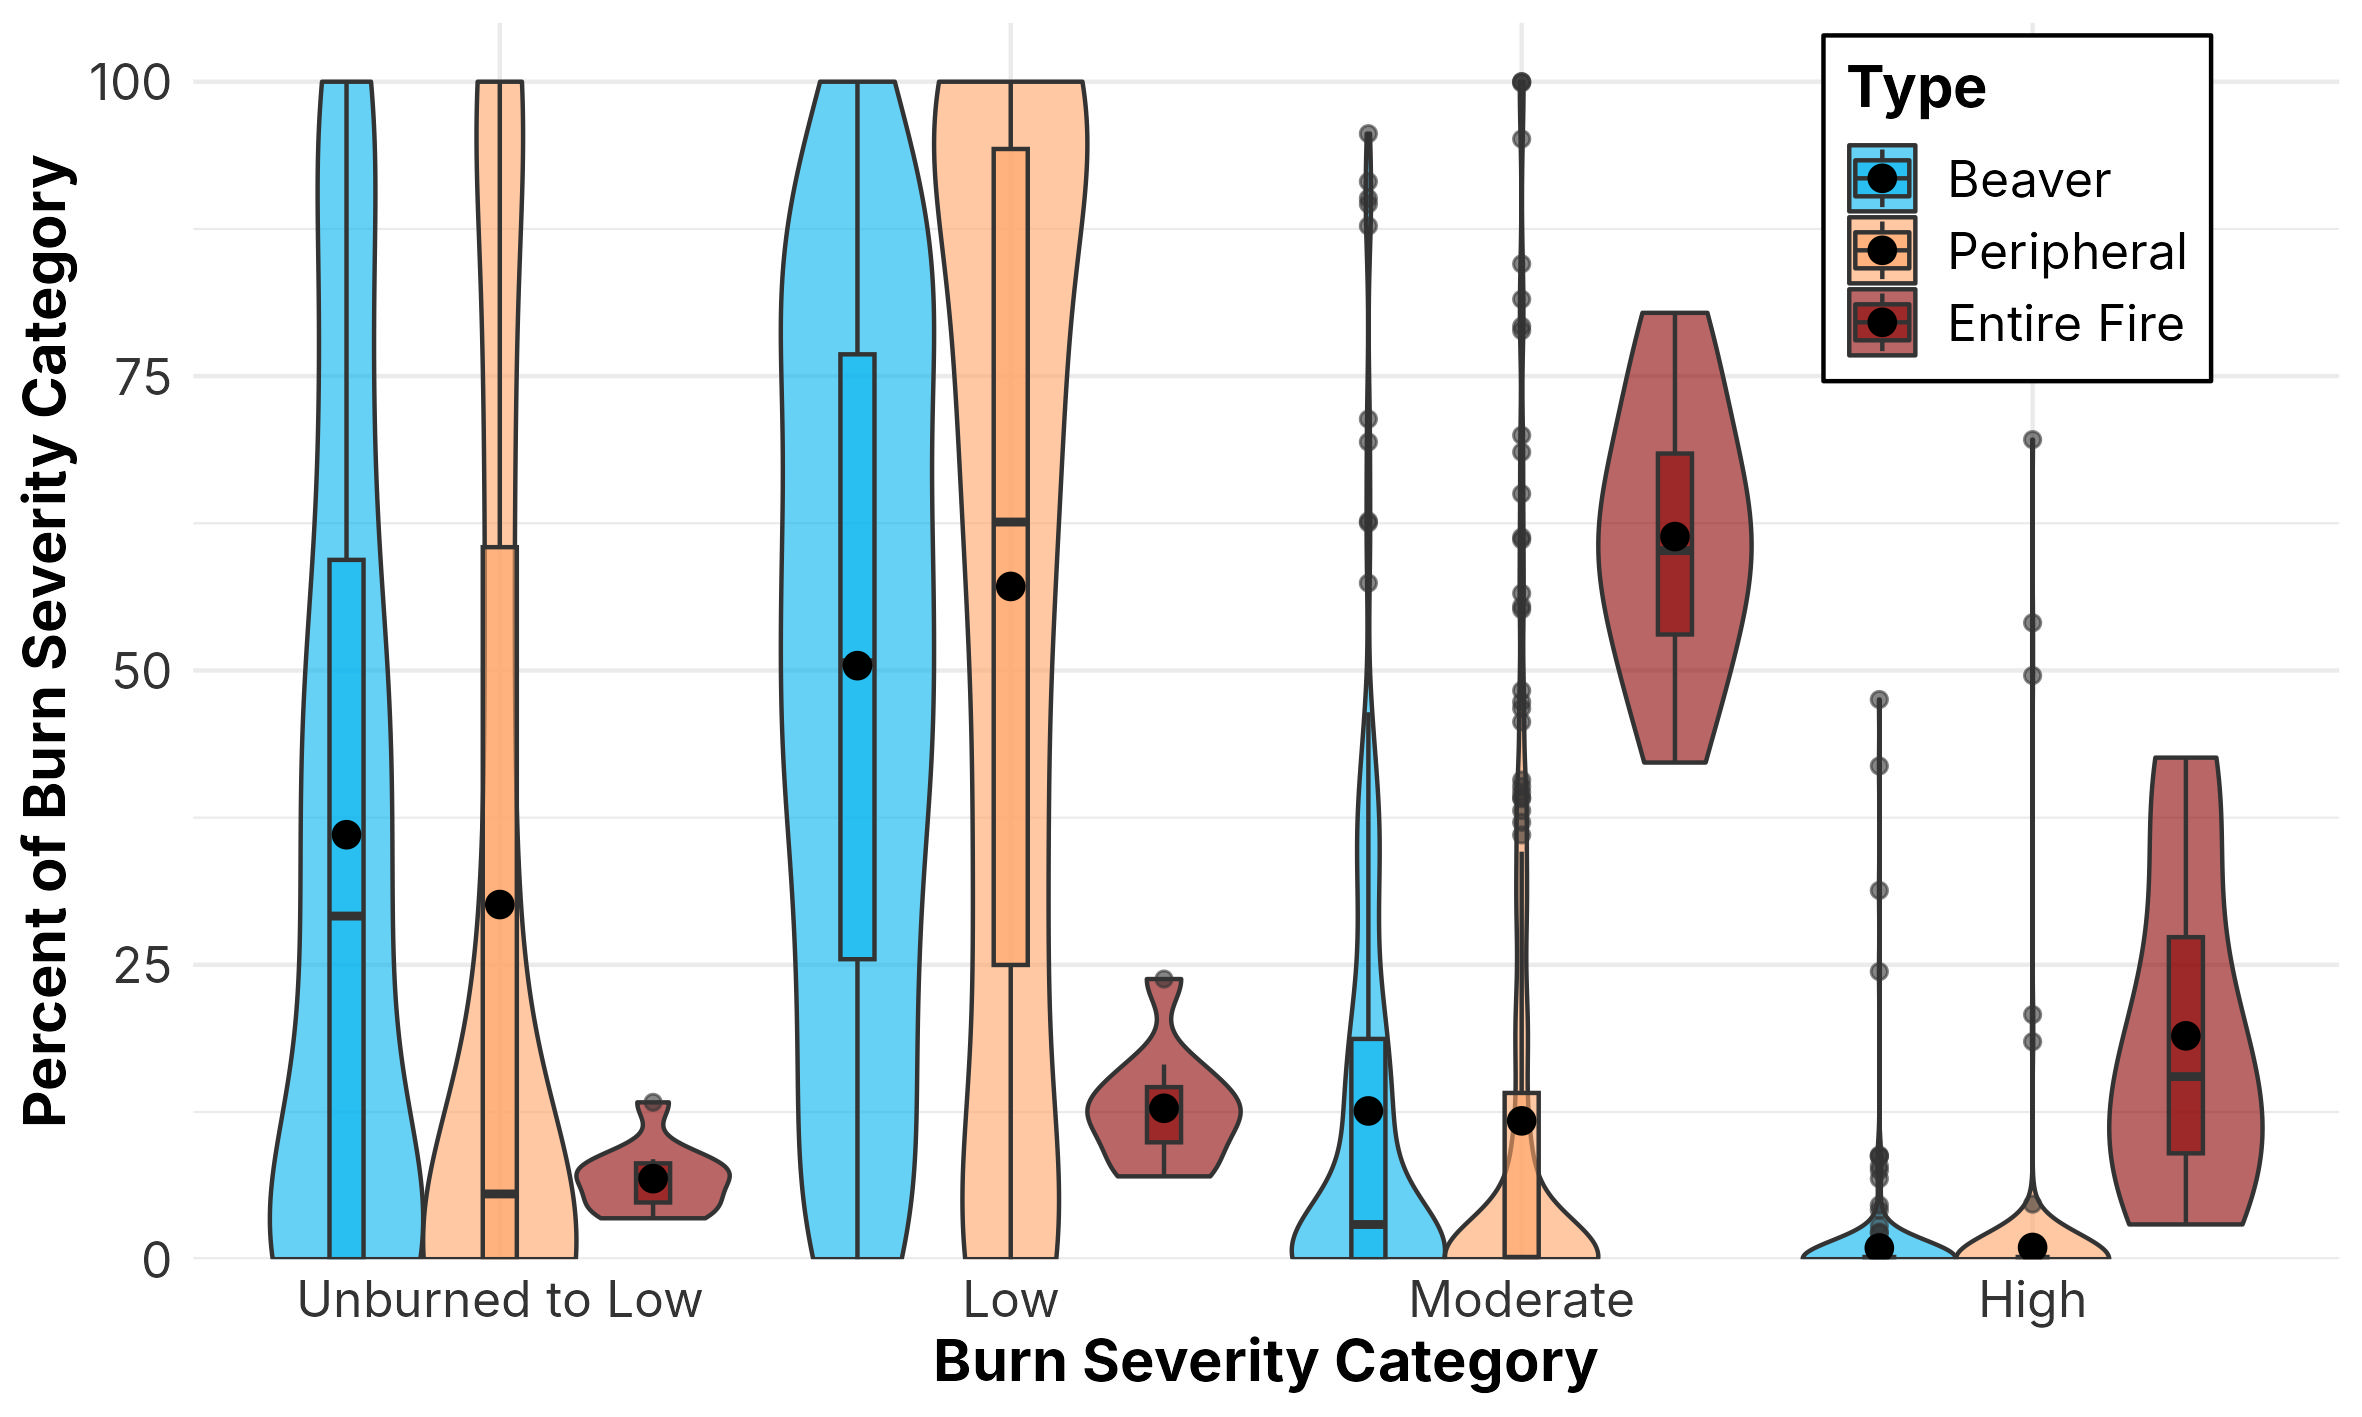 Percent of Burn Severity Category
100
75
50
25
0
Type
Beaver
Peripheral
Entire Fire
Unburned to Low
Low
Moderate
High
Burn Severity Category